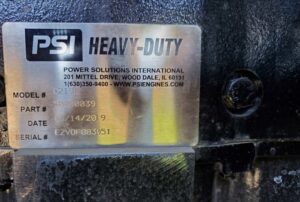 PSI HEAVY-DUTY
POWER SOLUTIONS INTERNATIONAL
201 MITTEL DRIVE, WOOD DALE, IL 60191
1(630)350-9400 - WWW.PSIENGINES.COM
MODEL #
PART #
DATE
SERIAL #